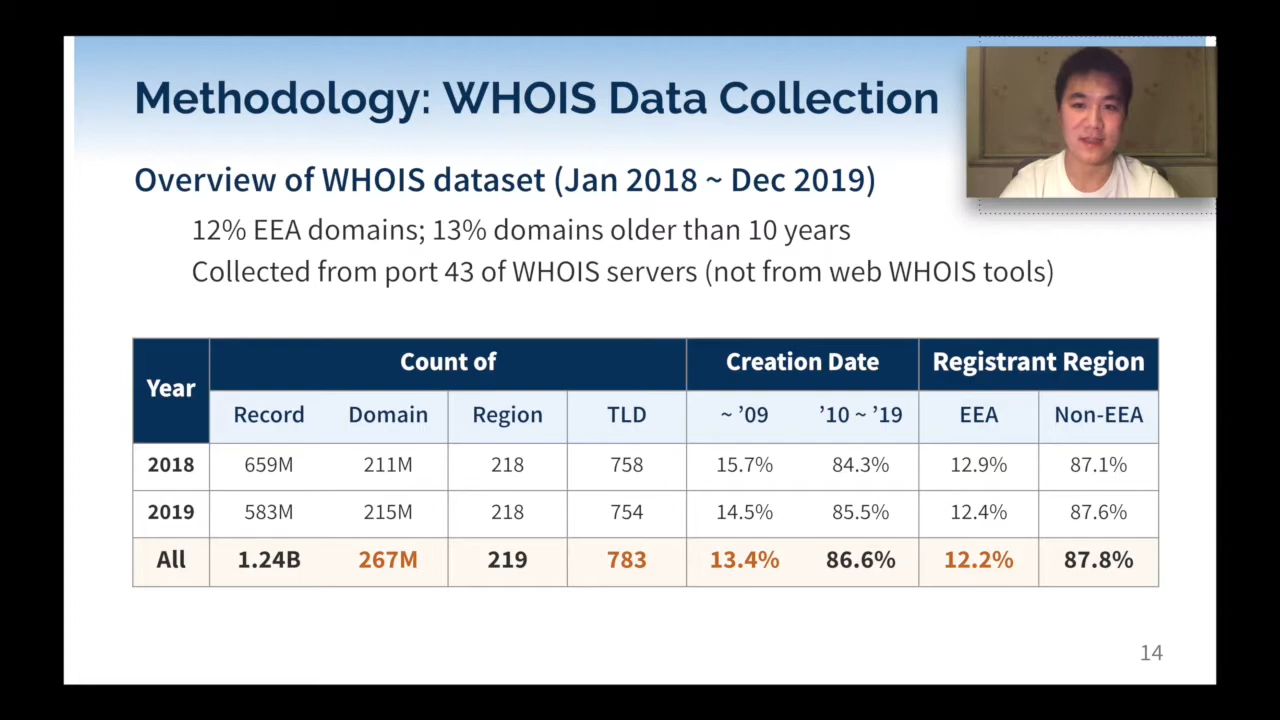 Methodology: WHOIS Data Collection
Overview of WHOIS dataset (Jan 2018 ~ Dec 2019)
12% EEA domains; 13% domains older than 10 years
Collected from port 43 of WHOIS servers (not from web WHOIS tools)
Year Count of Creation Date Registrant Region
Record Domain Region TLD ~ ’09 ’10 ~ ’19 EEA Non-EEA
2018 659M 211M 218 758 15.7% 84.3% 12.9% 87.1%
2019 583M 215M 218 754 14.5% 85.5% 12.4% 87.6%
All 1.24B 267M 219 783 13.4% 86.6% 12.2% 87.8%
14